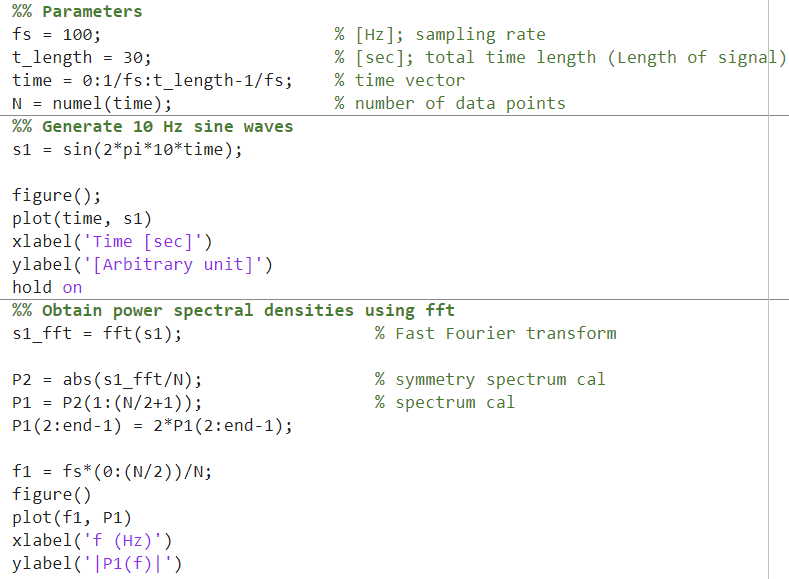 %% Parameters
fs = 100; % [Hz]; sampling rate
t_length = 30; % [sec]; total time length (Length of signal)
time = 0:1/fs:t_length-1/fs; % time vector
N = numel(time); % number of data points
%% Generate 10 Hz sine waves
s1 = sin(2*pi*10*time);
figure();
plot(time, s1)
xlabel('Time [sec]')
ylabel('[Arbitrary unit]')
hold on
%% Obtain power spectral densities using fft
s1_fft = fft(s1); % Fast Fourier transform
P2 = abs(s1_fft/N); % symmetry spectrum cal
P1 = P2(1:(N/2+1)); % spectrum cal
P1(2:end-1) = 2*P1(2:end-1);
f1 = fs*(0:(N/2))/N;
figure()
plot(f1, P1)
xlabel('f (Hz)')
ylabel('|P1(f)|')